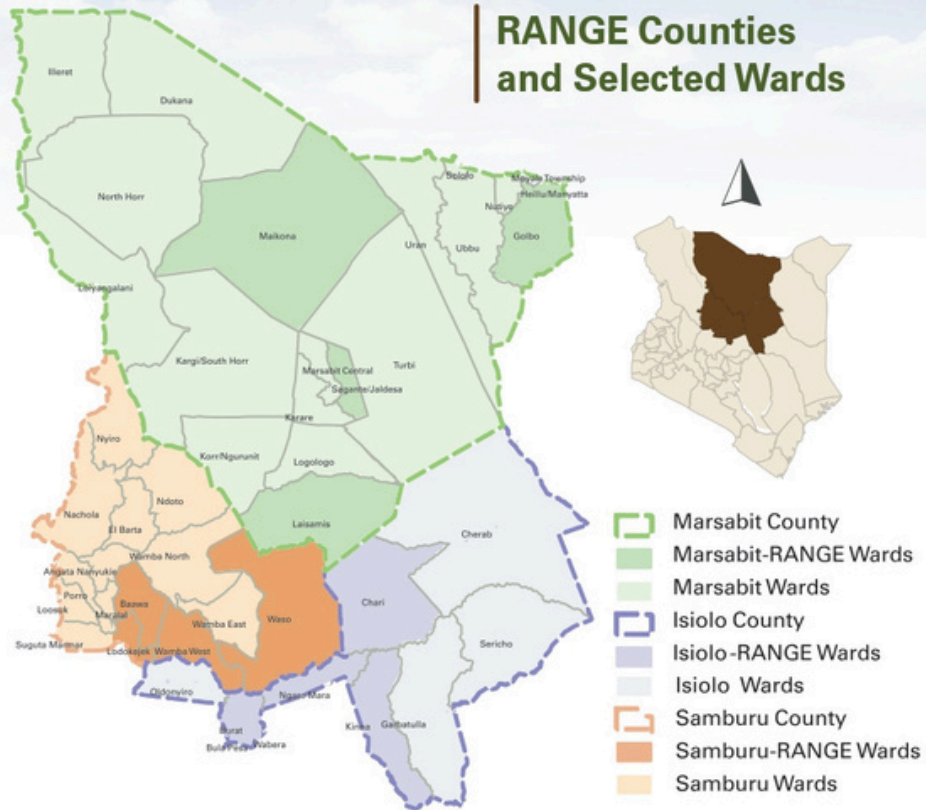 RANGE Counties
and Selected Wards
Illeret
Dukana
North Horr
Maikona
Sololo
Moyale Township
Heillu/Manyatta
Golbo
Uran
Ubbu
Loiyangalani
Kargi/South Horr
Marsabit Central
Turbi
Sagante/Jaldesa
Karare
Korr/Ngurunit
Logologo
Laisamis
Nyiro
Ndoto
Nachola
El Barta
Wamba North
Angata Nanyukie
Porro
Baawa
Loosuk
Maralal
Wamba East
Waso
Suguta Marmar
Lodokejek
Wamba West
Cherab
Chari
Sericho
Oldonyiro
Ngare Mara
Burat
Kinna
Garbatulla
Bula Pesa
Wabera
Marsabit County
Marsabit-RANGE Wards
Marsabit Wards
Isiolo County
Isiolo-RANGE Wards
Isiolo Wards
Samburu County
Samburu-RANGE Wards
Samburu Wards